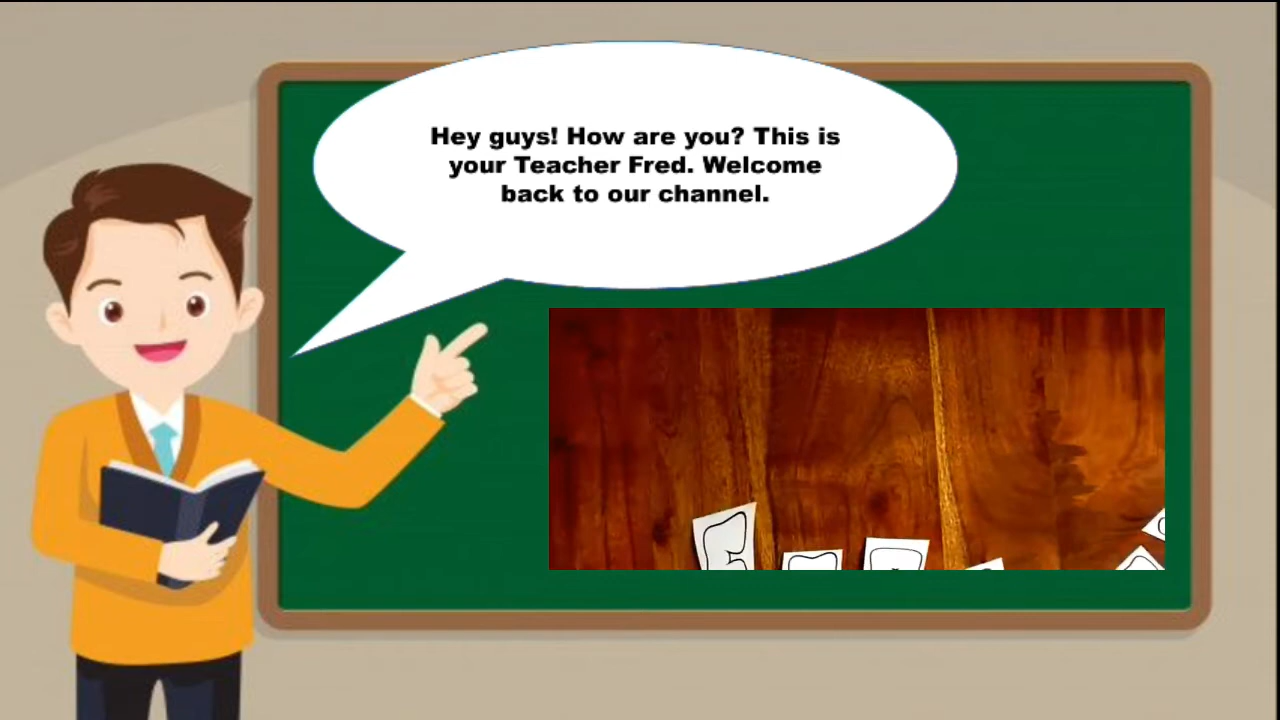 Hey guys! How are you? This is
your Teacher Fred. Welcome
back to our channel.